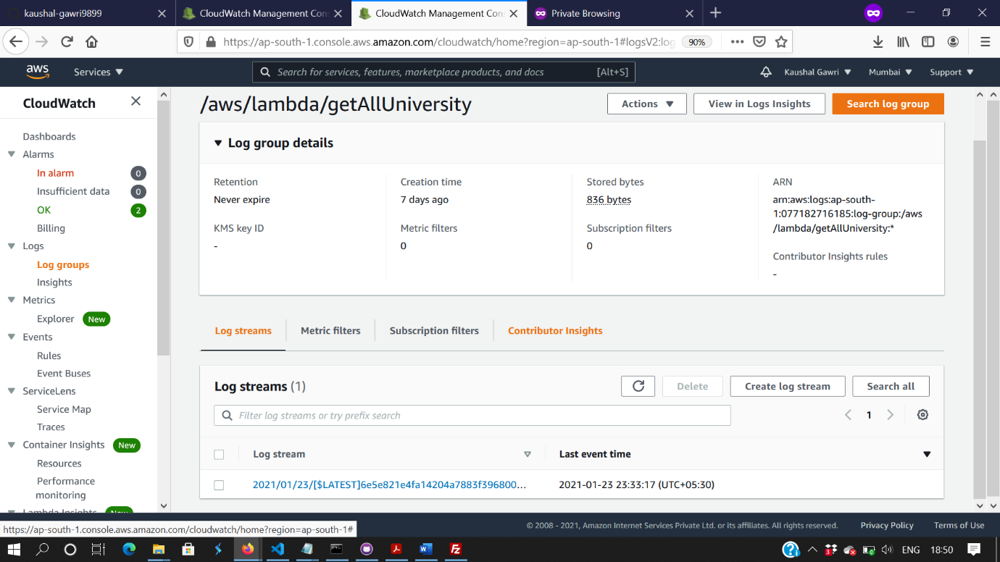 kaushal-gawri9899
CloudWatch Management Cons
CloudWatch Management Cons
Private Browsing
https://ap-south-1.console.aws.amazon.com/cloudwatch/home?region=ap-south-1#logsV2:log
90%
aws
Services
Search for services, features, marketplace products, and docs
[Alt+S]
Kaushal Gawri
Mumbai
Support
CloudWatch
Dashboards
Alarms
In alarm 0
Insufficient data 0
OK 2
Billing
Logs
Log groups
Insights
Metrics
Explorer New
Events
Rules
Event Buses
ServiceLens
Service Map
Traces
Container Insights New
Resources
Performance
monitoring
Lambda Insights New
/aws/lambda/getAllUniversity
Actions
View in Logs Insights
Search log group
Log group details
Retention
Never expire
KMS key ID
-
Creation time
7 days ago
Metric filters
0
Stored bytes
836 bytes
Subscription filters
0
ARN
arn:aws:logs:ap-south-
1:077182716185:log-group:/aws
/lambda/getAllUniversity:*
Contributor Insights rules
-
Log streams
Metric filters
Subscription filters
Contributor Insights
Log streams (1)
Delete
Create log stream
Search all
Filter log streams or try prefix search
1
Log stream
Last event time
2021/01/23/[$LATEST]6e5e821e4fa14204a7883f396800...
2021-01-23 23:33:17 (UTC+05:30)
https://ap-south-1.console.aws.amazon.com/cloudwatch/home?region=ap-south-1#
© 2008 - 2021, Amazon Internet Services Private Ltd. or its affiliates. All rights reserved.
Privacy Policy
Terms of Use
3
ENG
18:50